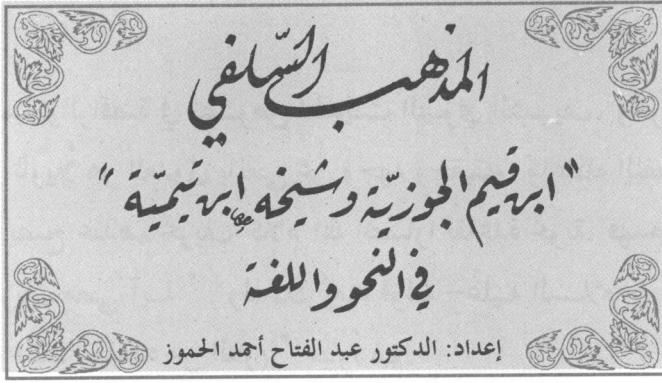 المذهب السّلفي
"ابن قيم الجوزيّة وشيخه ابن تيميّة"
في النحو واللغة
إعداد: الدكتور عبد الفتاح أحمد الحموز